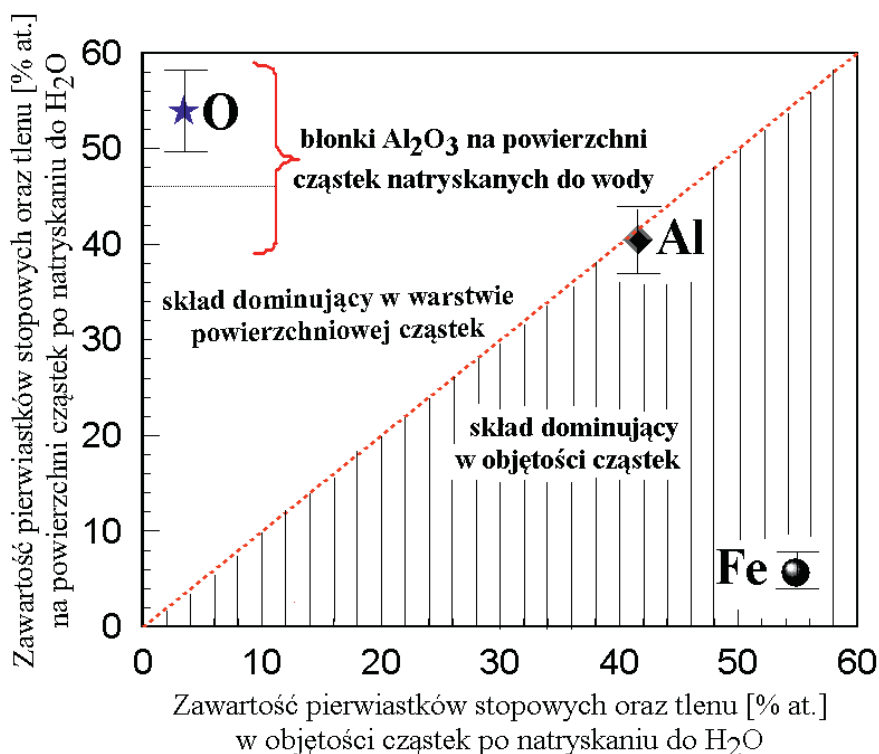 Zawartość pierwiastków stopowych oraz tlenu [% at.]
na powierzchni cząstek po natryskaniu do H₂O
60
50
40
30
20
10
0
O
błonki Al₂O₃ na powierzchni
cząstek natryskanych do wody
Al
skład dominujący w warstwie
powierzchniowej cząstek
skład dominujący
w objętości cząstek
Fe
0 10 20 30 40 50 60
Zawartość pierwiastków stopowych oraz tlenu [% at.]
w objętości cząstek po natryskaniu do H₂O